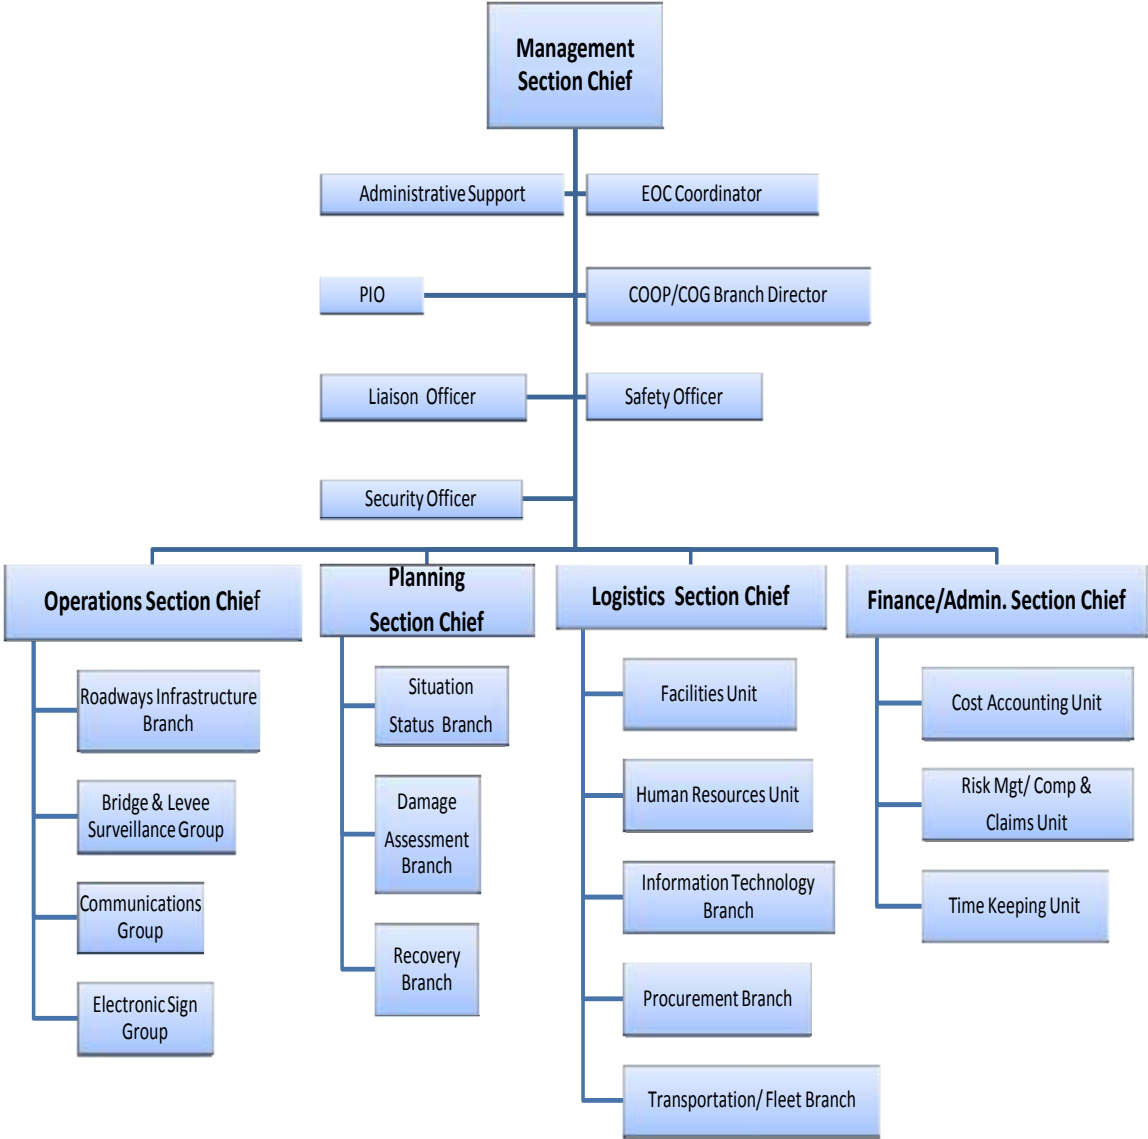 Management
Section Chief
Administrative Support
EOC Coordinator
PIO
COOP/COG Branch Director
Liaison Officer
Safety Officer
Security Officer
Operations Section Chief
Planning
Section Chief
Logistics Section Chief
Finance/Admin. Section Chief
Roadways Infrastructure
Branch
Bridge & Levee
Surveillance Group
Communications
Group
Electronic Sign
Group
Situation
Status Branch
Damage
Assessment
Branch
Recovery
Branch
Facilities Unit
Human Resources Unit
Information Technology
Branch
Procurement Branch
Transportation/ Fleet Branch
Cost Accounting Unit
Risk Mgt/ Comp &
Claims Unit
Time Keeping Unit